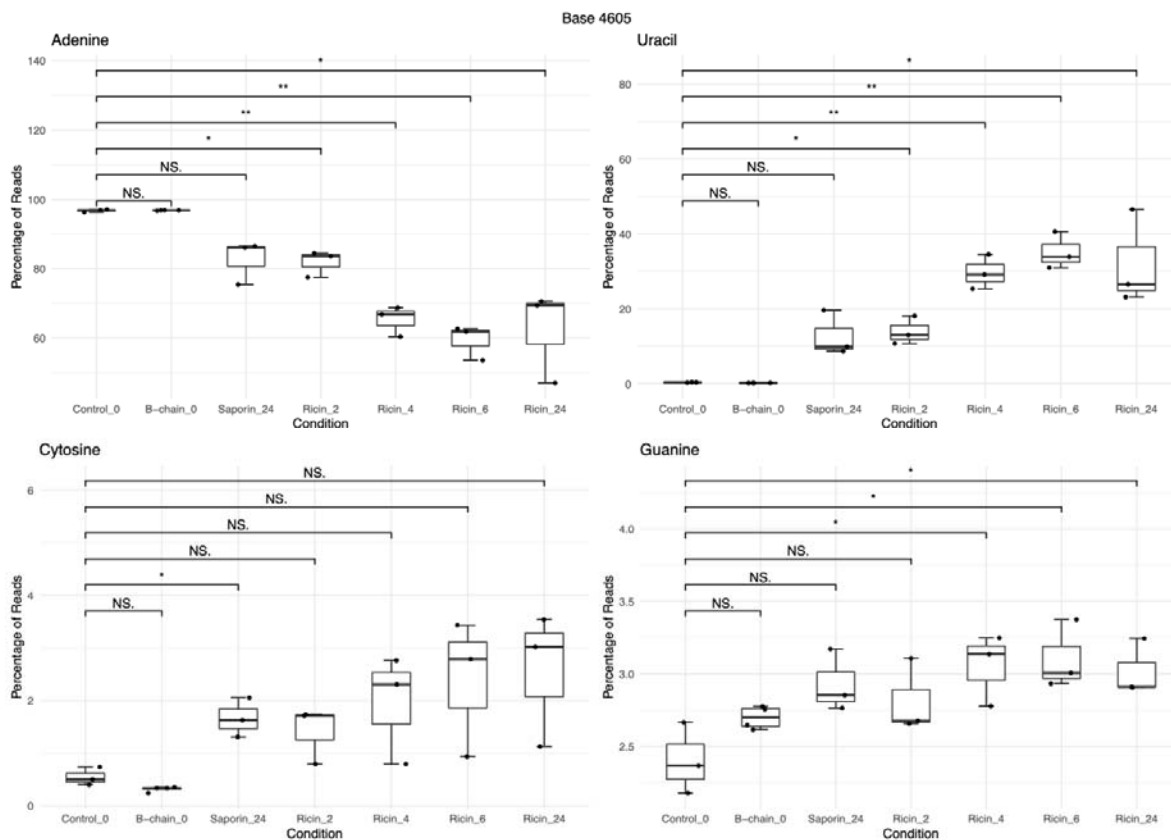 Base 4605
Adenine
140
120
100
80
60
Percentage of Reads
*
**
**
*
NS.
NS.
Control_0 B-chain_0 Saporin_24 Ricin_2 Ricin_4 Ricin_6 Ricin_24
Condition
Uracil
80
60
40
20
0
Percentage of Reads
*
**
**
*
NS.
NS.
Control_0 B-chain_0 Saporin_24 Ricin_2 Ricin_4 Ricin_6 Ricin_24
Condition
Cytosine
6
4
2
0
Percentage of Reads
NS.
NS.
NS.
NS.
*
NS.
Control_0 B-chain_0 Saporin_24 Ricin_2 Ricin_4 Ricin_6 Ricin_24
Condition
Guanine
4.0
3.5
3.0
2.5
Percentage of Reads
*
*
*
NS.
NS.
NS.
Control_0 B-chain_0 Saporin_24 Ricin_2 Ricin_4 Ricin_6 Ricin_24
Condition